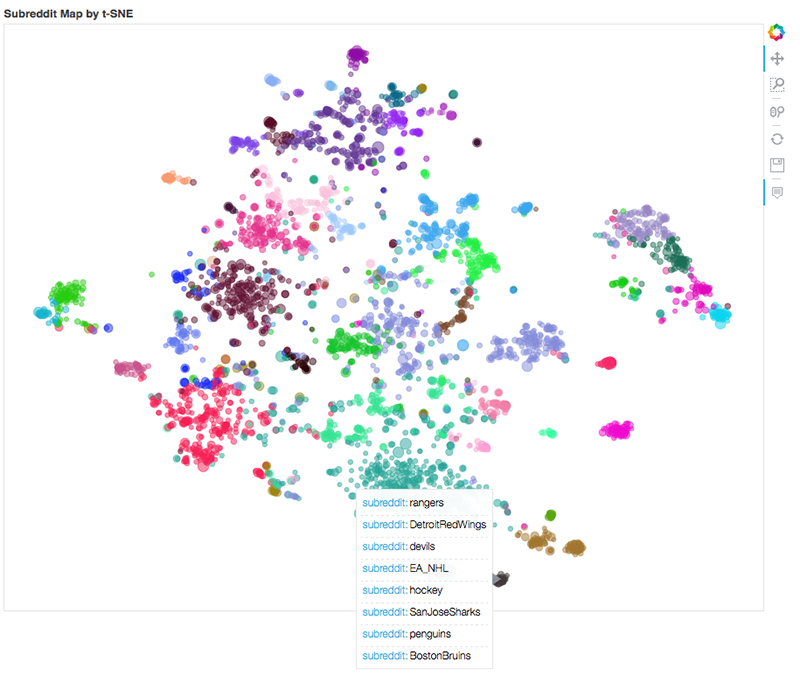 Subreddit Map by t-SNE
subreddit: rangers
subreddit: DetroitRedWings
subreddit: devils
subreddit: EA_NHL
subreddit: hockey
subreddit: SanJoseSharks
subreddit: penguins
subreddit: BostonBruins